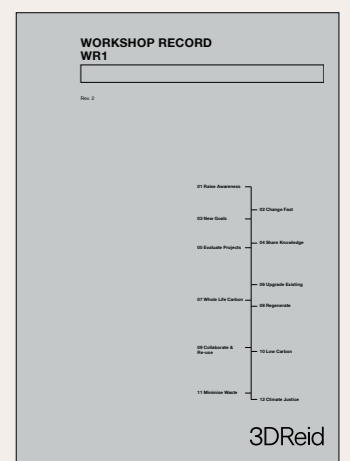 WORKSHOP RECORD
WR1
Rev. 2
01 Raise Awareness
02 Change Fast
03 New Goals
04 Share Knowledge
05 Evaluate Projects
06 Upgrade Existing
07 Whole Life Carbon
08 Regenerate
09 Collaborate &
Re-use
10 Low Carbon
11 Minimise Waste
12 Climate Justice
3DReid